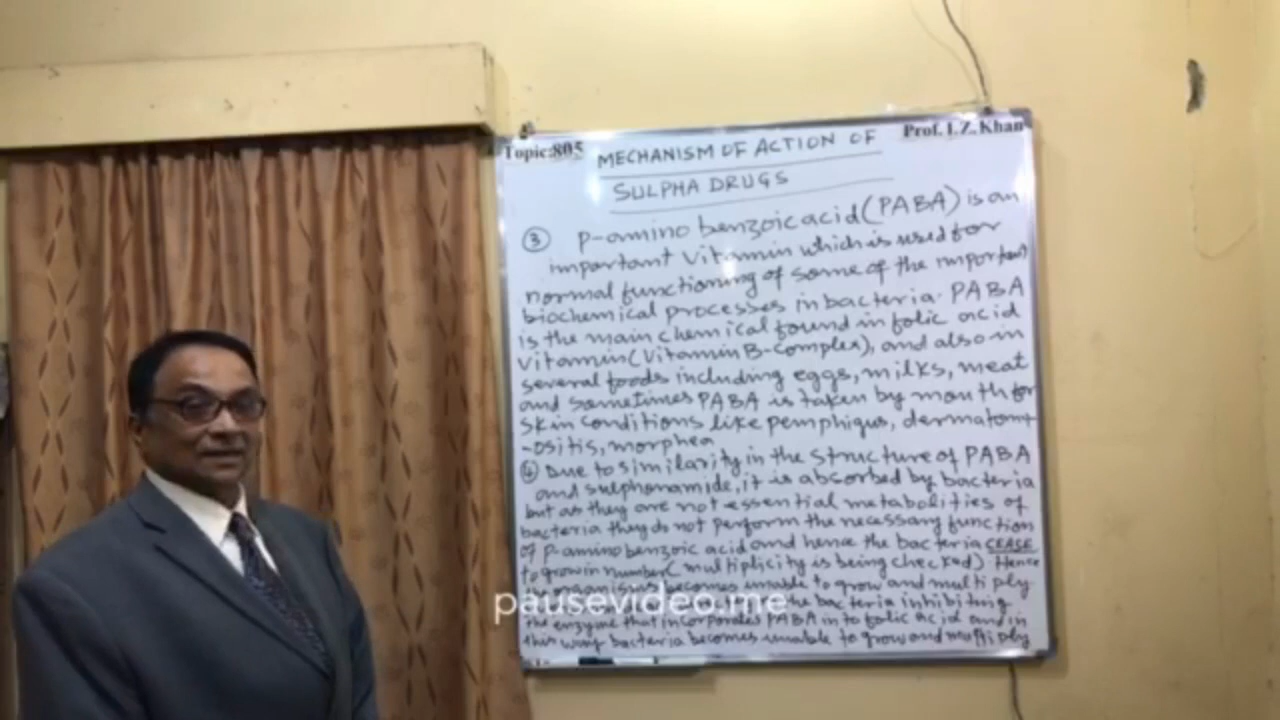 Topic:805 MECHANISM OF ACTION OF Prof. I.Z. Khan
SULPHA DRUGS
③ p-amino benzoic acid (PABA) is an
important vitamin which is used for
normal functioning of some of the important
biochemical processes in bacteria. PABA
is the main chemical found in folic acid
vitamin (vitamin B-complex), and also in
several foods including eggs, milks, meat
and sometimes PABA is taken by mouth for
skin conditions like pemphigus, dermatomy
-ositis, morphea
④ Due to similarity in the structure of PABA
and sulphonamide, it is absorbed by bacteria
but as they are not essential metabolities of
bacteria they do not perform the necessary function
of p-amino benzoic acid and hence the bacteria CEASE
to grow in number (multiplicity is being checked) Hence
the organisms becomes unable to grow and multiply
the bacteria inhibiting
the enzyme that incorporates PABA in to folic acid and in
this way bacteria becomes unable to grow and multiply
pausevideo.me